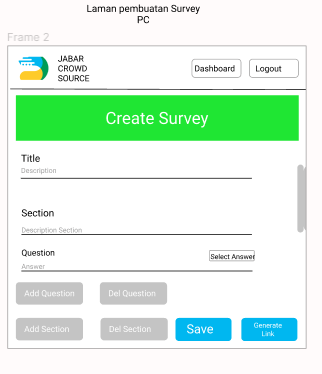 Laman pembuatan Survey
PC
Frame 2
JABAR
CROWD
SOURCE
Dashboard
Logout
Create Survey
Title
Description
Section
Description Section
Question
Select Answer
Answer
Add Question
Del Question
Add Section
Del Section
Save
Generate
Link